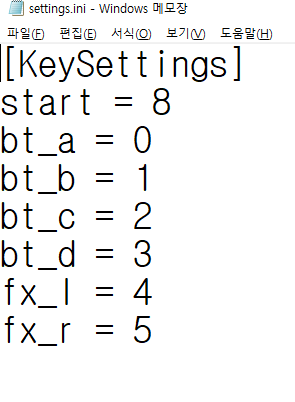 settings.ini - Windows 메모장
파일(F) 편집(E) 서식(O) 보기(V) 도움말(H)
[KeySettings]
start = 8
bt_a = 0
bt_b = 1
bt_c = 2
bt_d = 3
fx_l = 4
fx_r = 5